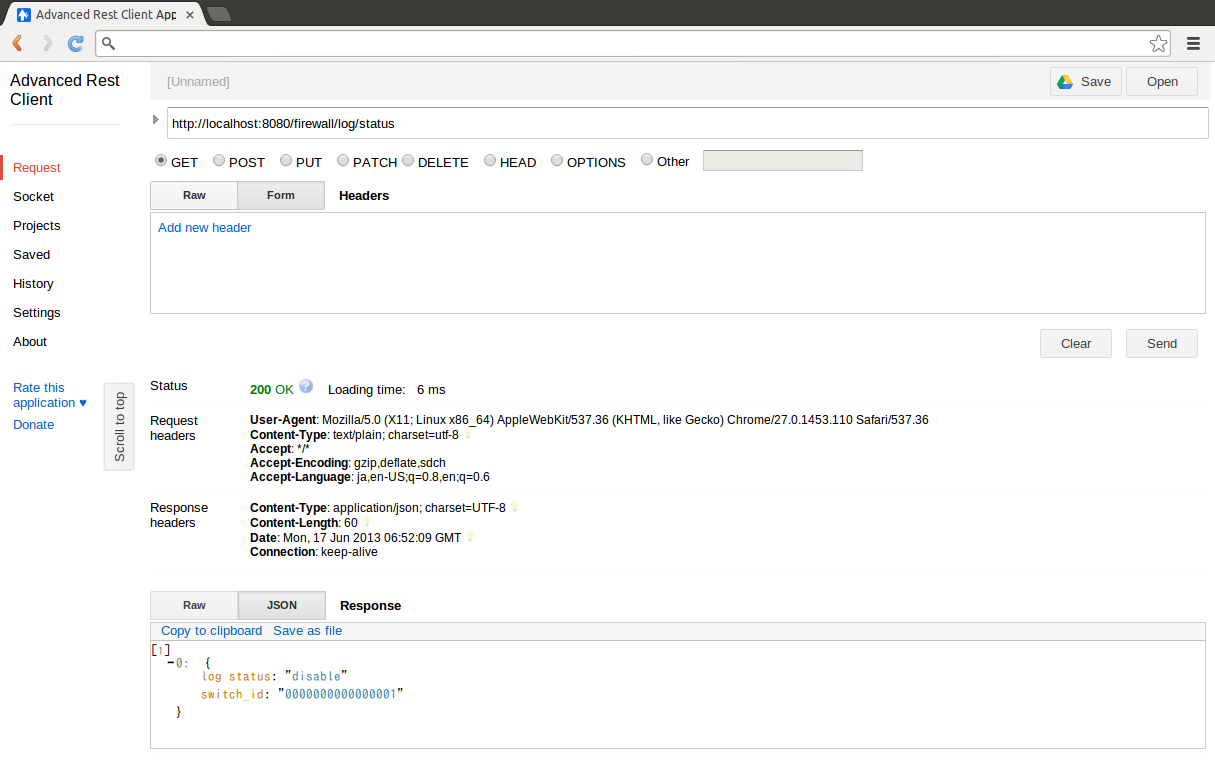 Advanced Rest Client App
Advanced Rest Client
[Unnamed]
Save
Open
http://localhost:8080/firewall/log/status
GET POST PUT PATCH DELETE HEAD OPTIONS Other
Raw
Form
Headers
Add new header
Request
Socket
Projects
Saved
History
Settings
About
Rate this
application ♥
Donate
Scroll to top
Clear
Send
Status
200 OK ? Loading time: 6 ms
Request
headers
User-Agent: Mozilla/5.0 (X11; Linux x86_64) AppleWebKit/537.36 (KHTML, like Gecko) Chrome/27.0.1453.110 Safari/537.36
Content-Type: text/plain; charset=utf-8
Accept: */*
Accept-Encoding: gzip,deflate,sdch
Accept-Language: ja,en-US;q=0.8,en;q=0.6
Response
headers
Content-Type: application/json; charset=UTF-8
Content-Length: 60
Date: Mon, 17 Jun 2013 06:52:09 GMT
Connection: keep-alive
Raw
JSON
Response
Copy to clipboard Save as file
[1]
-0: {
log status: "disable"
switch_id: "0000000000000001"
}